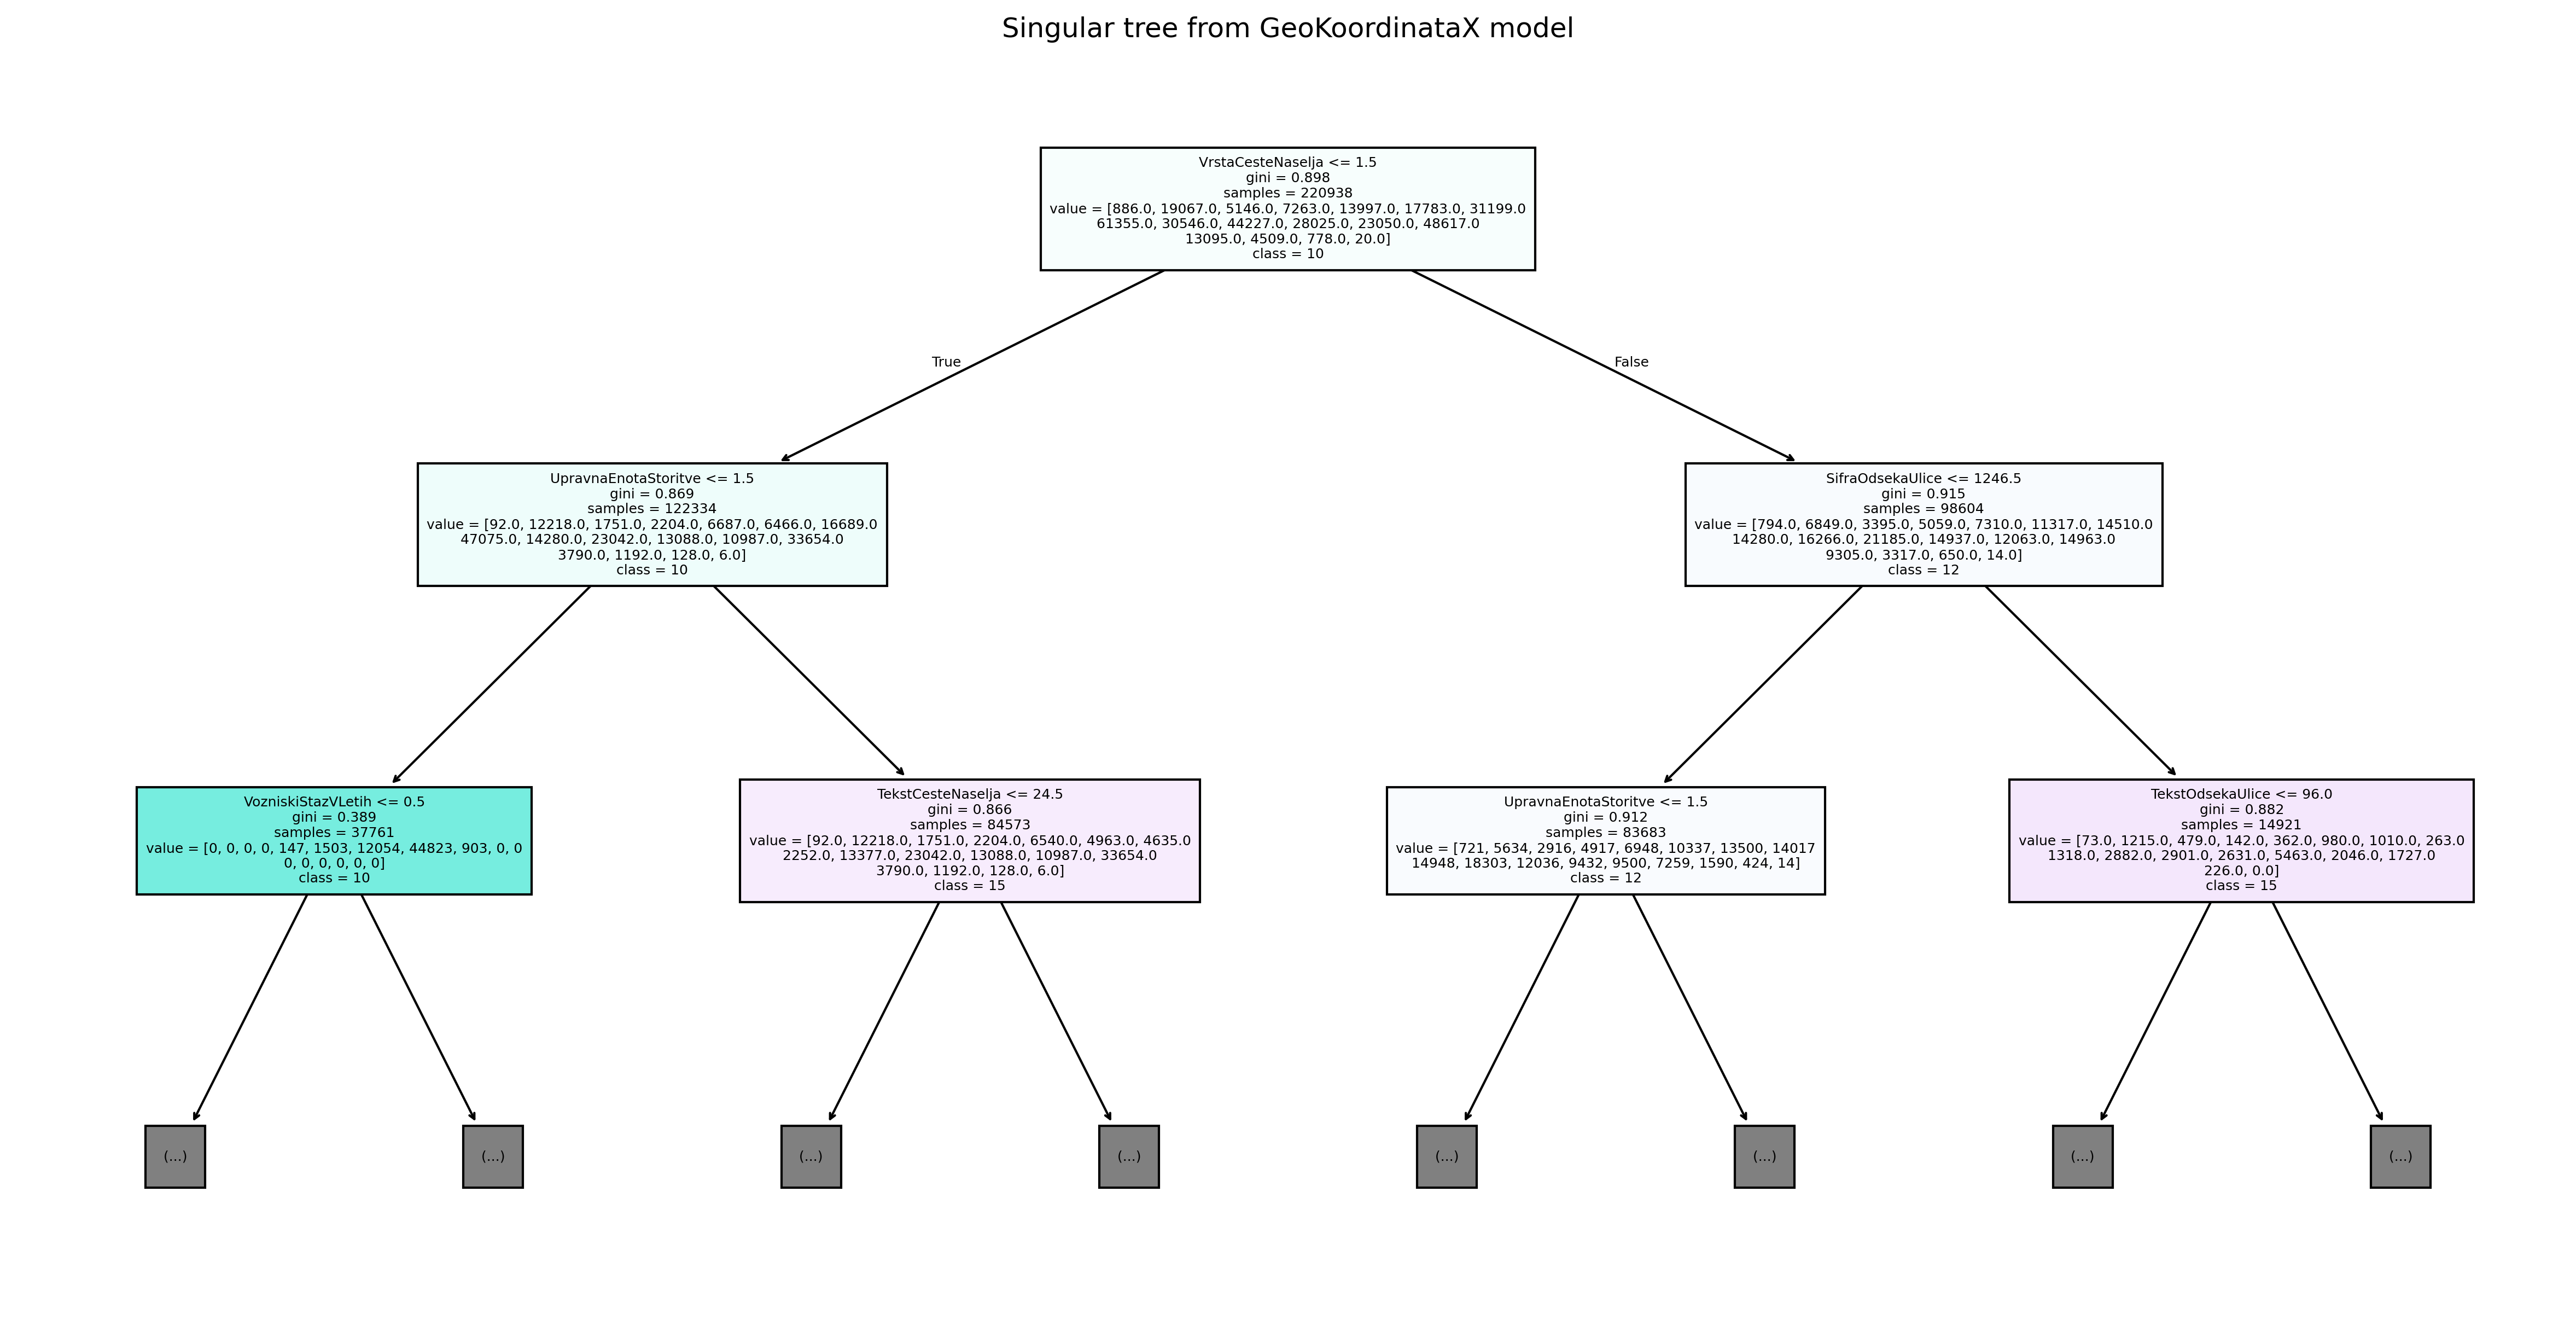 Singular tree from GeoKoordinataX model
VrstaCesteNaselja <= 1.5
gini = 0.898
samples = 220938
value = [886.0, 19067.0, 5146.0, 7263.0, 13997.0, 17783.0, 31199.0
61355.0, 30546.0, 44227.0, 28025.0, 23050.0, 48617.0
13095.0, 4509.0, 778.0, 20.0]
class = 10
True
False
UpravnaEnotaStoritve <= 1.5
gini = 0.869
samples = 122334
value = [92.0, 12218.0, 1751.0, 2204.0, 6687.0, 6466.0, 16689.0
47075.0, 14280.0, 23042.0, 13088.0, 10987.0, 33654.0
3790.0, 1192.0, 128.0, 6.0]
class = 10
SifraOdsekaUlice <= 1246.5
gini = 0.915
samples = 98604
value = [794.0, 6849.0, 3395.0, 5059.0, 7310.0, 11317.0, 14510.0
14280.0, 16266.0, 21185.0, 14937.0, 12063.0, 14963.0
9305.0, 3317.0, 650.0, 14.0]
class = 12
VozniskiStazVLetih <= 0.5
gini = 0.389
samples = 37761
value = [0, 0, 0, 0, 147, 1503, 12054, 44823, 903, 0, 0
0, 0, 0, 0, 0, 0]
class = 10
TekstCesteNaselja <= 24.5
gini = 0.866
samples = 84573
value = [92.0, 12218.0, 1751.0, 2204.0, 6540.0, 4963.0, 4635.0
2252.0, 13377.0, 23042.0, 13088.0, 10987.0, 33654.0
3790.0, 1192.0, 128.0, 6.0]
class = 15
UpravnaEnotaStoritve <= 1.5
gini = 0.912
samples = 83683
value = [721, 5634, 2916, 4917, 6948, 10337, 13500, 14017
14948, 18303, 12036, 9432, 9500, 7259, 1590, 424, 14]
class = 12
TekstOdsekaUlice <= 96.0
gini = 0.882
samples = 14921
value = [73.0, 1215.0, 479.0, 142.0, 362.0, 980.0, 1010.0, 263.0
1318.0, 2882.0, 2901.0, 2631.0, 5463.0, 2046.0, 1727.0
226.0, 0.0]
class = 15
(...)
(...)
(...)
(...)
(...)
(...)
(...)
(...)